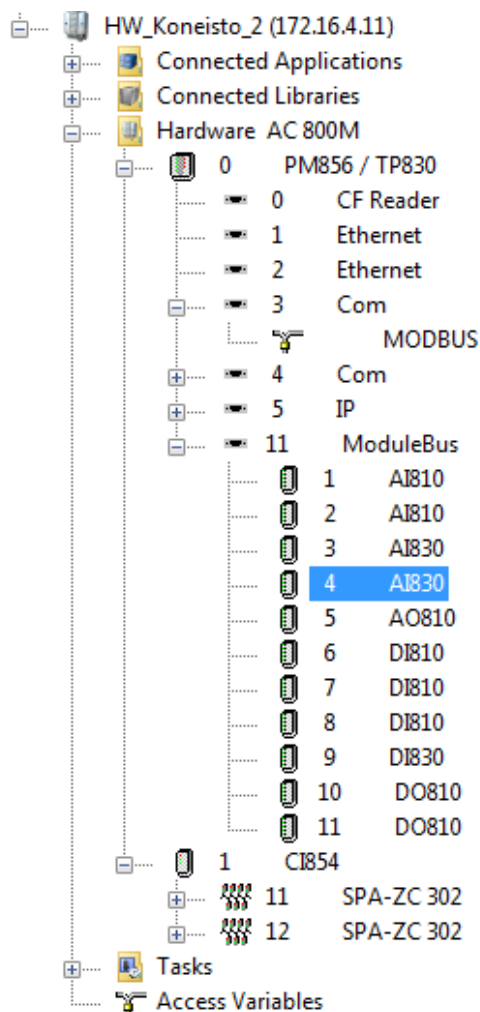 HW_Koneisto_2 (172.16.4.11)
Connected Applications
Connected Libraries
Hardware AC 800M
0 PM856 / TP830
0 CF Reader
1 Ethernet
2 Ethernet
3 Com
MODBUS
4 Com
5 IP
11 ModuleBus
1 AI810
2 AI810
3 AI830
4 AI830
5 AO810
6 DI810
7 DI810
8 DI810
9 DI830
10 DO810
11 DO810
1 CI854
11 SPA-ZC 302
12 SPA-ZC 302
Tasks
Access Variables